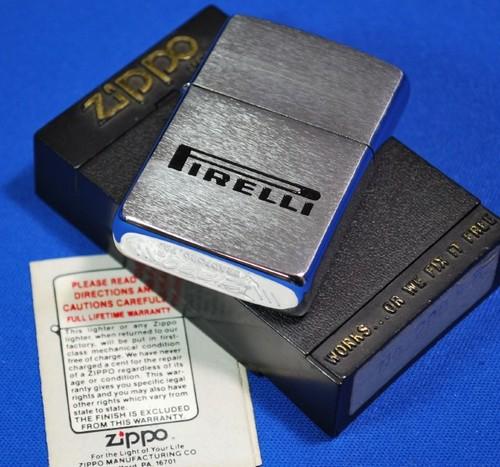 zippo
PIRELLI
WORKS...OR WE FIX IT FREE
PLEASE READ
DIRECTIONS AND
CAUTIONS CAREFULLY
FULL LIFETIME WARRANTY
This lighter or any Zippo
lighter, when returned to our
factory, will be put in first-
class mechanical condition
free of charge. We have never
charged a cent for the repair
of a ZIPPO regardless of its
age or condition. This war-
ranty gives you specific legal
rights and you may also have
other rights which vary from
state to state.
THE FINISH IS EXCLUDED
FROM THIS WARRANTY.
zippo
For the Light of Your Life
ZIPPO MANUFACTURING CO
PA. 16701